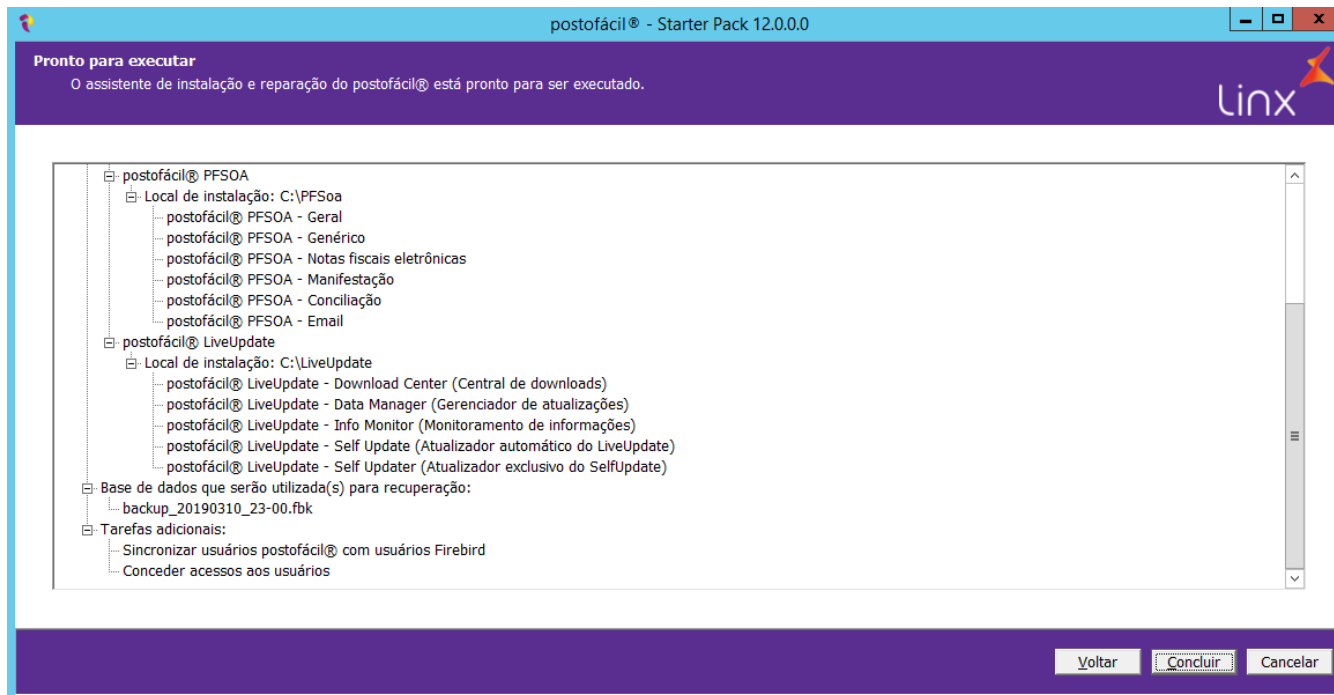 postofácil® - Starter Pack 12.0.0.0
Pronto para executar
O assistente de instalação e reparação do postofácil® está pronto para ser executado.
Linx
postofácil® PFSOA
Local de instalação: C:\PFSoa
postofácil® PFSOA - Geral
postofácil® PFSOA - Genérico
postofácil® PFSOA - Notas fiscais eletrônicas
postofácil® PFSOA - Manifestação
postofácil® PFSOA - Conciliação
postofácil® PFSOA - Email
postofácil® LiveUpdate
Local de instalação: C:\LiveUpdate
postofácil® LiveUpdate - Download Center (Central de downloads)
postofácil® LiveUpdate - Data Manager (Gerenciador de atualizações)
postofácil® LiveUpdate - Info Monitor (Monitoramento de informações)
postofácil® LiveUpdate - Self Update (Atualizador automático do LiveUpdate)
postofácil® LiveUpdate - Self Updater (Atualizador exclusivo do SelfUpdate)
Base de dados que serão utilizada(s) para recuperação:
backup_20190310_23-00.fbk
Tarefas adicionais:
Sincronizar usuários postofácil® com usuários Firebird
Conceder acessos aos usuários
Voltar Concluir Cancelar